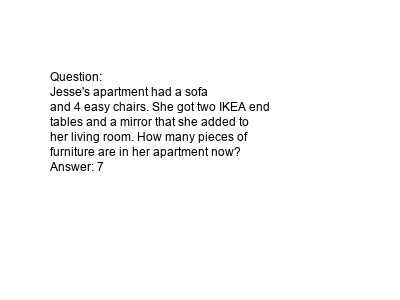 Question:
Jesse's apartment had a sofa
and 4 easy chairs. She got two IKEA end
tables and a mirror that she added to
her living room. How many pieces of
furniture are in her apartment now?
Answer: 7